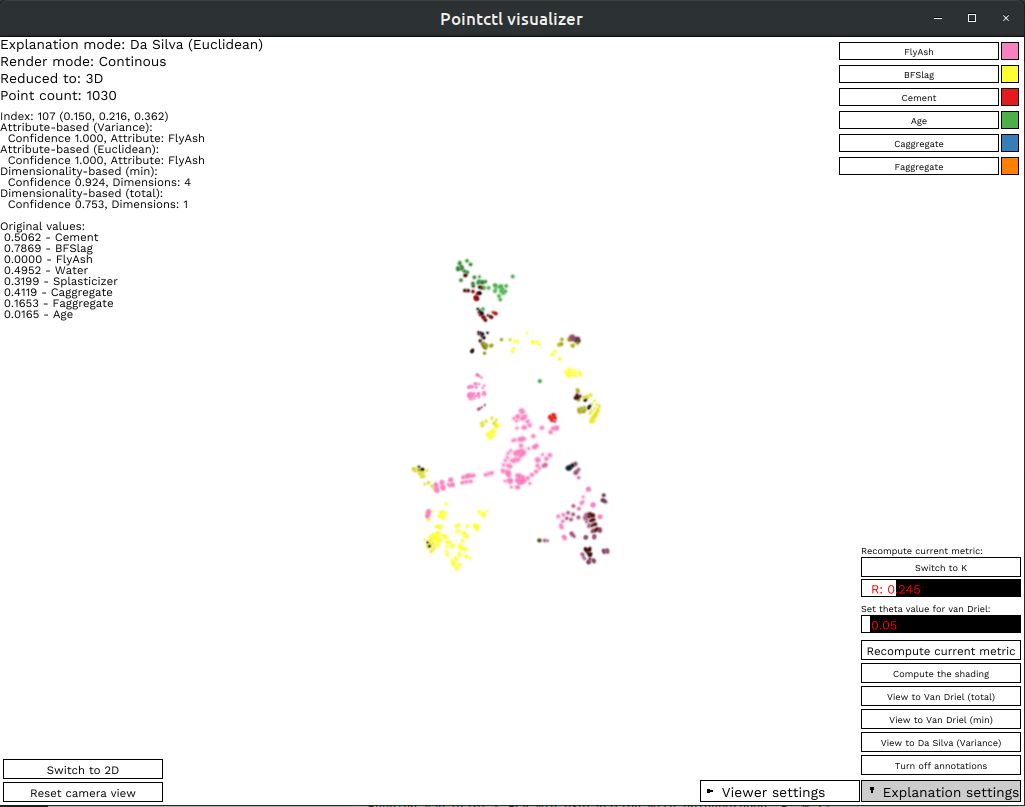 Pointctl visualizer
Explanation mode: Da Silva (Euclidean)
Render mode: Continous
Reduced to: 3D
Point count: 1030
Index: 107 (0.150, 0.216, 0.362)
Attribute-based (Variance):
Confidence 1.000, Attribute: FlyAsh
Attribute-based (Euclidean):
Confidence 1.000, Attribute: FlyAsh
Dimensionality-based (min):
Confidence 0.924, Dimensions: 4
Dimensionality-based (total):
Confidence 0.753, Dimensions: 1
Original values:
0.5062 - Cement
0.7869 - BFSlag
0.0000 - FlyAsh
0.4952 - Water
0.3199 - Splasticizer
0.4119 - Caggregate
0.1653 - Faggregate
0.0165 - Age
FlyAsh
BFSlag
Cement
Age
Caggregate
Faggregate
Recompute current metric:
Switch to K
R: 0.245
Set theta value for van Driel:
0.05
Recompute current metric
Compute the shading
View to Van Driel (total)
View to Van Driel (min)
View to Da Silva (Variance)
Turn off annotations
Switch to 2D
Reset camera view
Viewer settings
Explanation settings